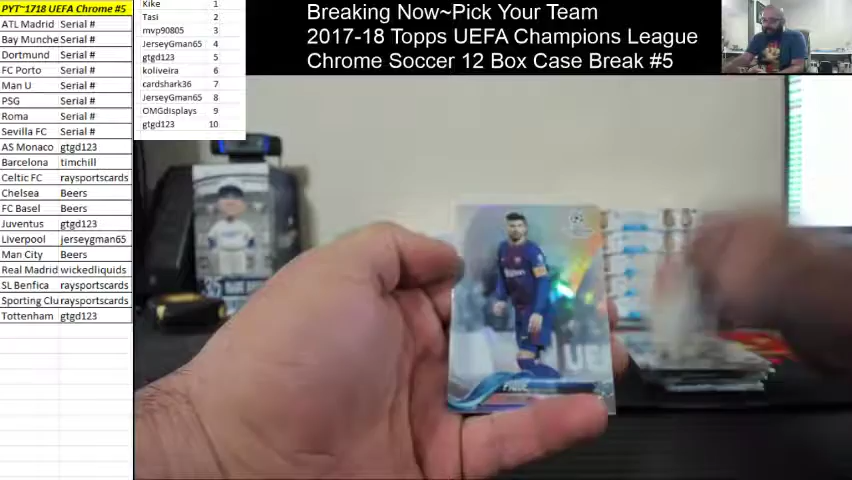 PYT~1718 UEFA Chrome #5
ATL Madrid Serial #
Bay Munche Serial #
Dortmund Serial #
FC Porto Serial #
Man U Serial #
PSG Serial #
Roma Serial #
Sevilla FC Serial #
AS Monaco gtgd123
Barcelona timchill
Celtic FC raysportscards
Chelsea Beers
FC Basel Beers
Juventus gtgd123
Liverpool jerseygman65
Man City Beers
Real Madrid wickedliquids
SL Benfica raysportscards
Sporting Clu raysportscards
Tottenham gtgd123
Kike 1
Tasi 2
mvp90805 3
JerseyGman65 4
gtgd123 5
koliveira 6
cardshark36 7
JerseyGman65 8
OMGdisplays 9
gtgd123 10
Breaking Now~Pick Your Team
2017-18 Topps UEFA Champions League
Chrome Soccer 12 Box Case Break #5
UE
PIQUÉ
35